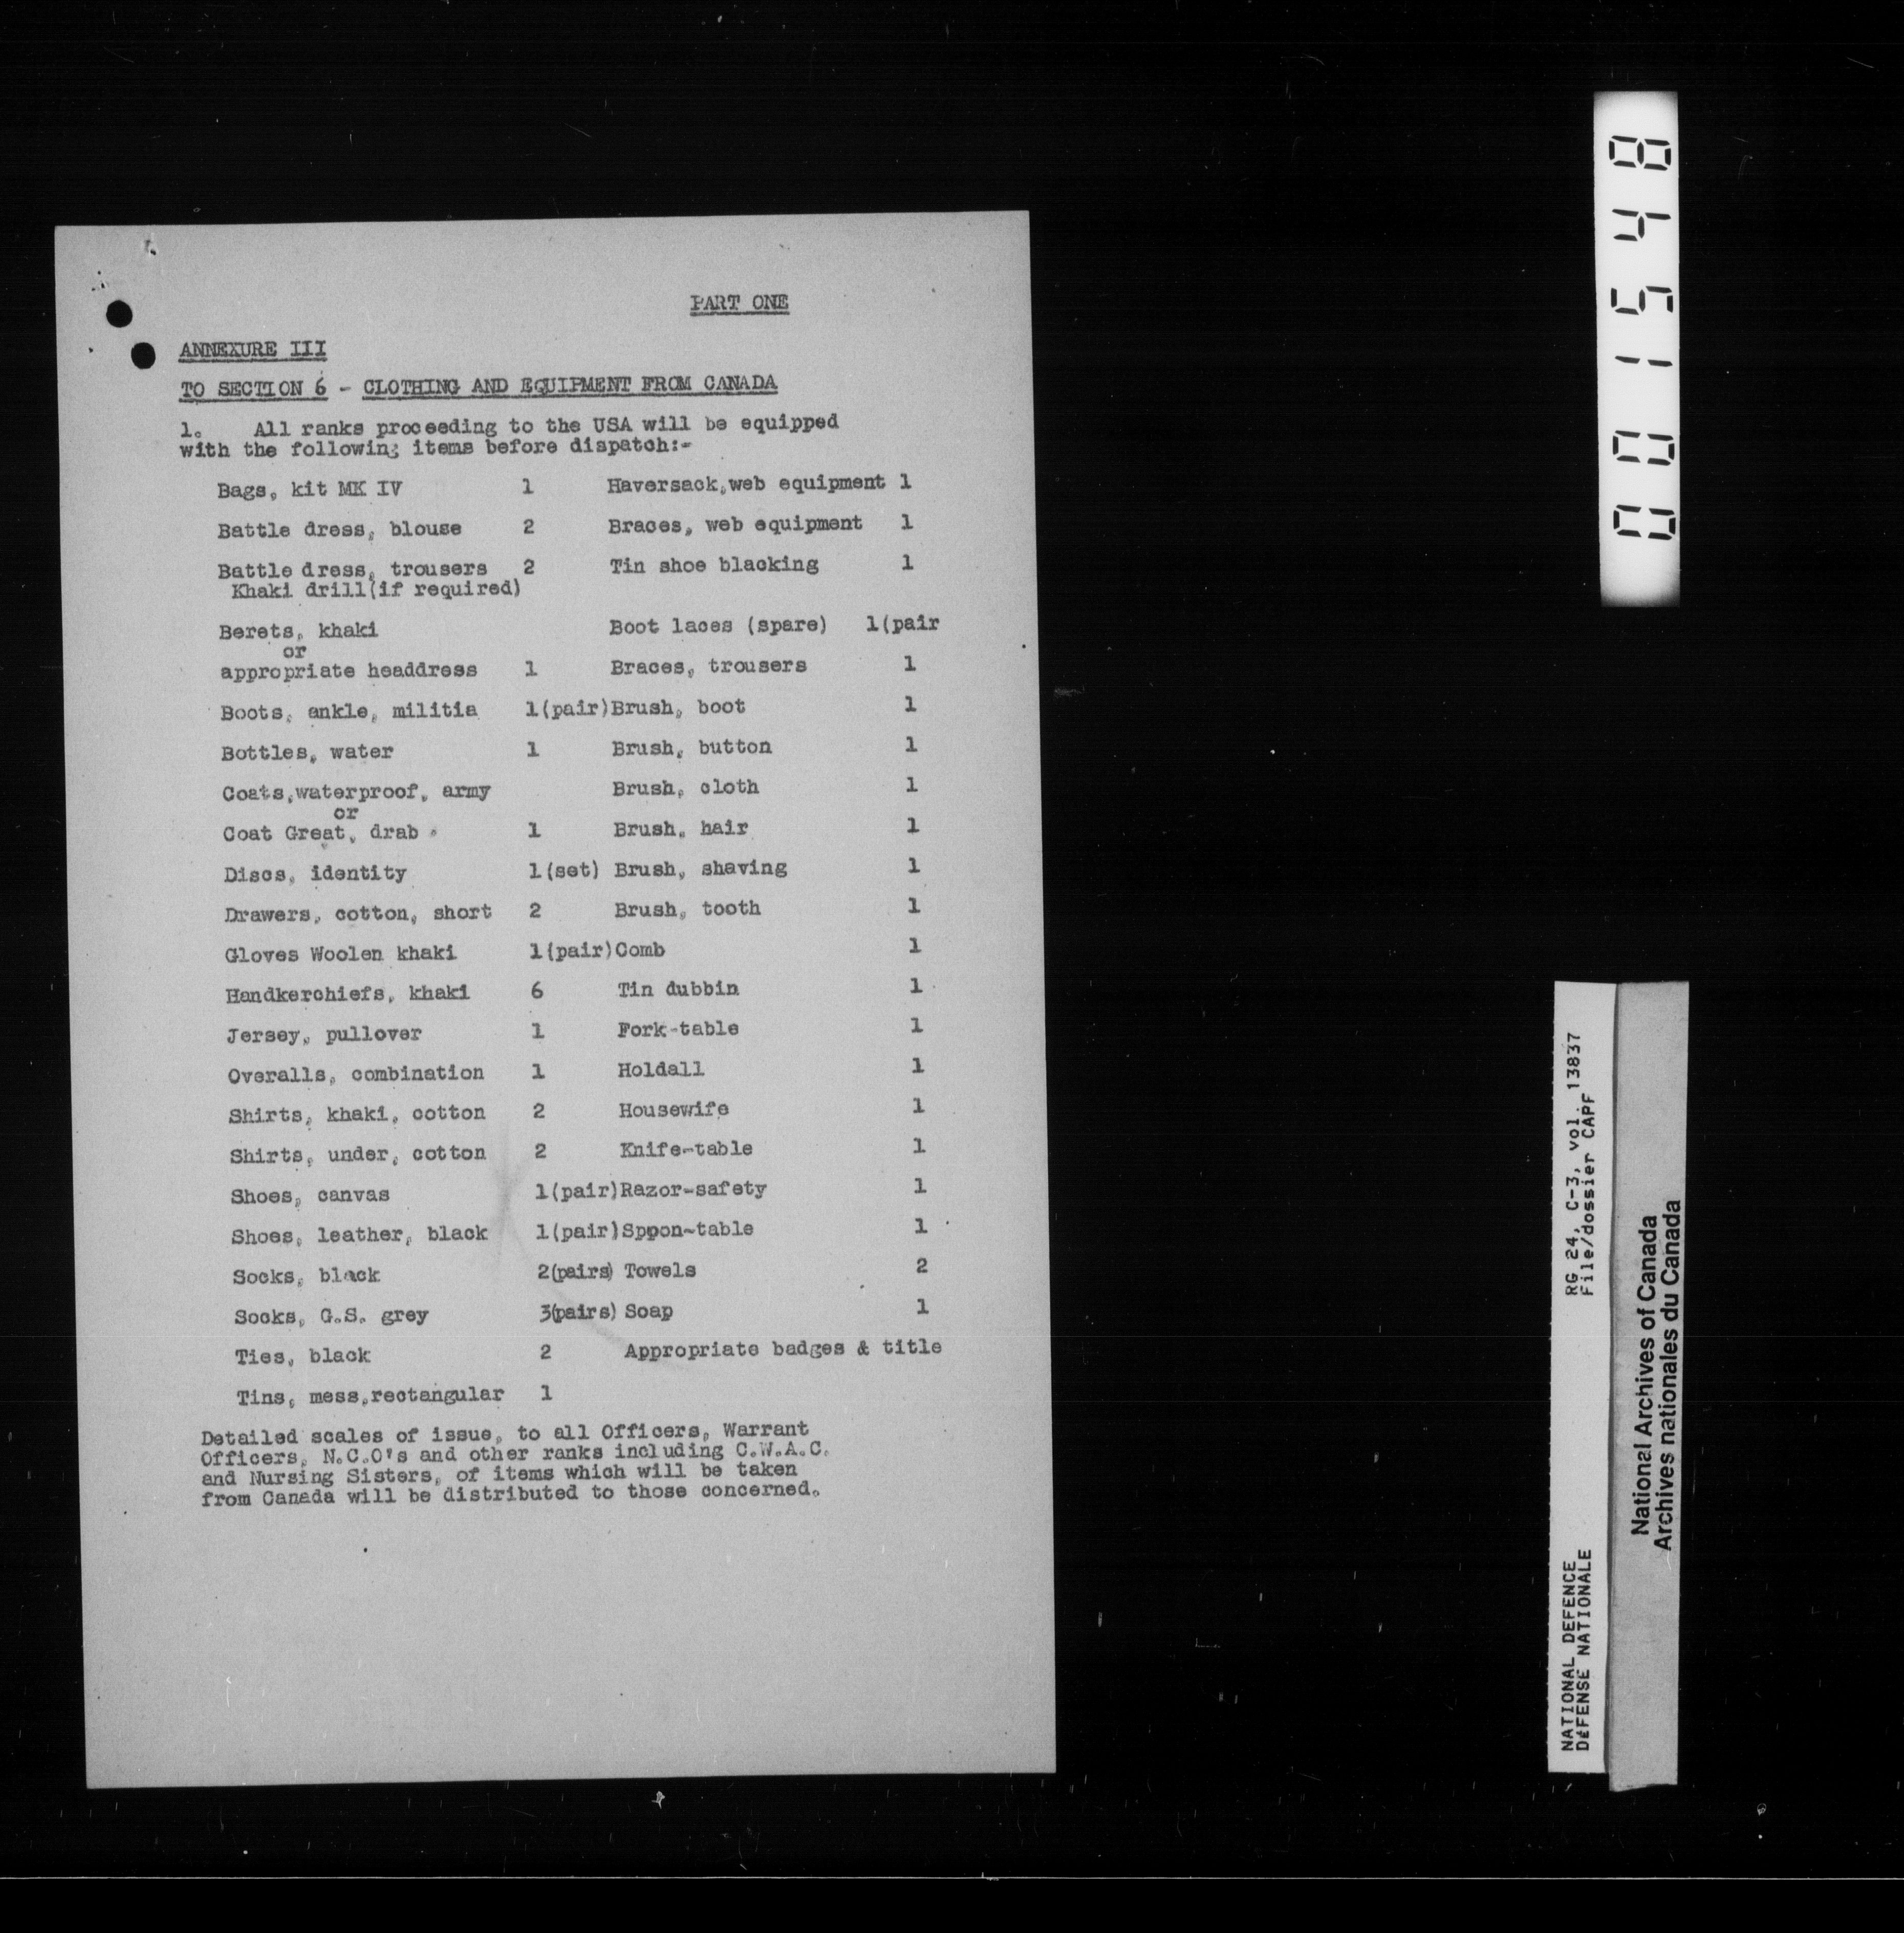 PART ONE
ANNEXURE III
TO SECTION 6 - CLOTHING AND EQUIPMENT FROM CANADA
1. All ranks proceeding to the USA will be equipped
with the following items before dispatch:-
Bags, kit MK IV 1 Haversack,web equipment 1
Battle dress, blouse 2 Braces, web equipment 1
Battle dress, trousers 2 Tin shoe blacking 1
Khaki drill(if required)
Berets, khaki Boot laces (spare) 1(pair
or
appropriate headdress 1 Braces, trousers 1
Boots, ankle, militia 1(pair) Brush, boot 1
Bottles, water 1 Brush, button 1
Coats,waterproof, army Brush, cloth 1
or
Coat Great, drab 1 Brush, hair 1
Discs, identity 1(set) Brush, shaving 1
Drawers, cotton, short 2 Brush, tooth 1
Gloves Woolen khaki 1(pair) Comb 1
Handkerchiefs, khaki 6 Tin dubbin 1
Jersey, pullover 1 Fork-table 1
Overalls, combination 1 Holdall 1
Shirts, khaki, cotton 2 Housewife 1
Shirts, under, cotton 2 Knife-table 1
Shoes, canvas 1(pair) Razor-safety 1
Shoes, leather, black 1(pair) Sppon-table 1
Socks, black 2(pairs) Towels 2
Socks, G.S. grey 3(pairs) Soap 1
Ties, black 2 Appropriate badges & title
Tins, mess,rectangular 1
Detailed scales of issue, to all Officers, Warrant
Officers, N.C.O's and other ranks including C.W.A.C.
and Nursing Sisters, of items which will be taken
from Canada will be distributed to those concerned.
001548
NATIONAL DEFENCE RG 24, C-3, vol. 13837
DéFENSE NATIONALE File/dossier CAPF
National Archives of Canada
Archives nationales du Canada